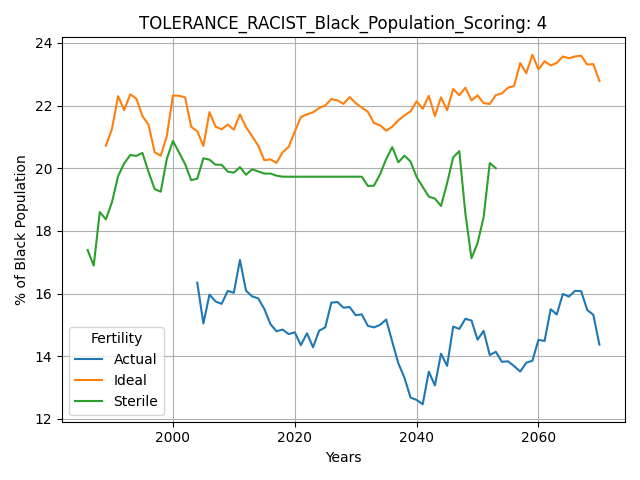 TOLERANCE_RACIST_Black_Population_Scoring: 4
24
22
20
18
16
14
12
% of Black Population
Fertility
Actual
Ideal
Sterile
2000
2020
2040
2060
Years